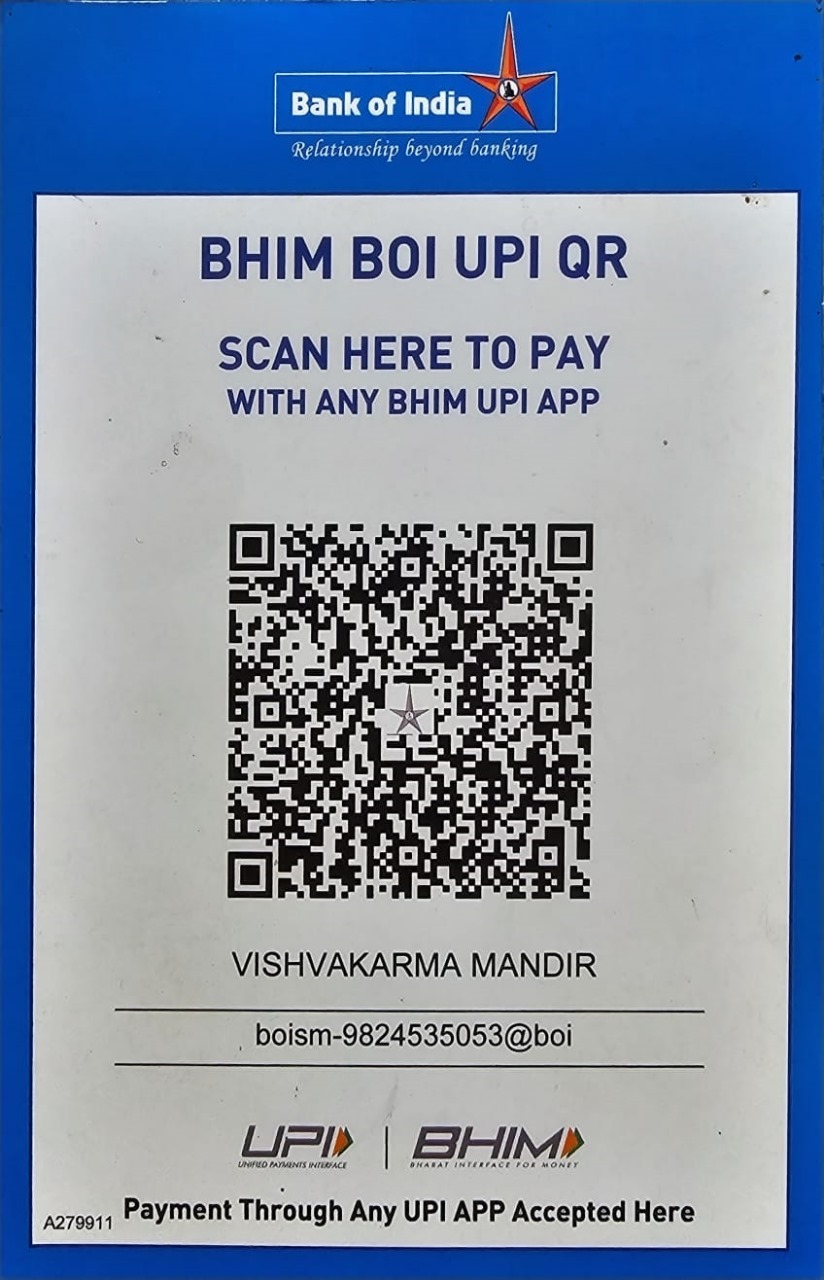 Bank of India
Relationship beyond banking
BHIM BOI UPI QR
SCAN HERE TO PAY
WITH ANY BHIM UPI APP
VISHVAKARMA MANDIR
boism-9824535053@boi
UPI | BHIM
UNIFIED PAYMENTS INTERFACE BHARAT INTERFACE FOR MONEY
A279911 Payment Through Any UPI APP Accepted Here